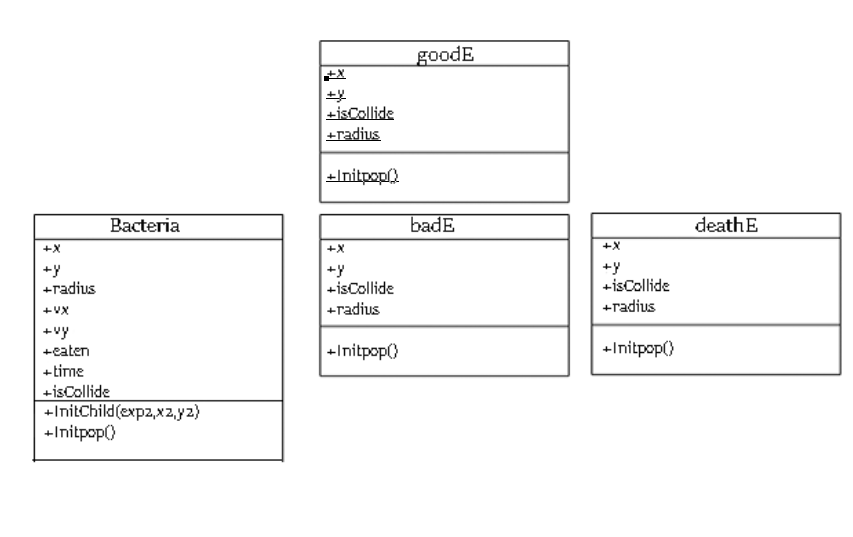 goodE
+x
+y
+isCollide
+radius
+Initpop()
Bacteria
+x
+y
+radius
+vx
+vy
+eaten
+time
+isCollide
+InitChild(exp2,x2,y2)
+Initpop()
badE
+x
+y
+isCollide
+radius
+Initpop()
deathE
+x
+y
+isCollide
+radius
+Initpop()